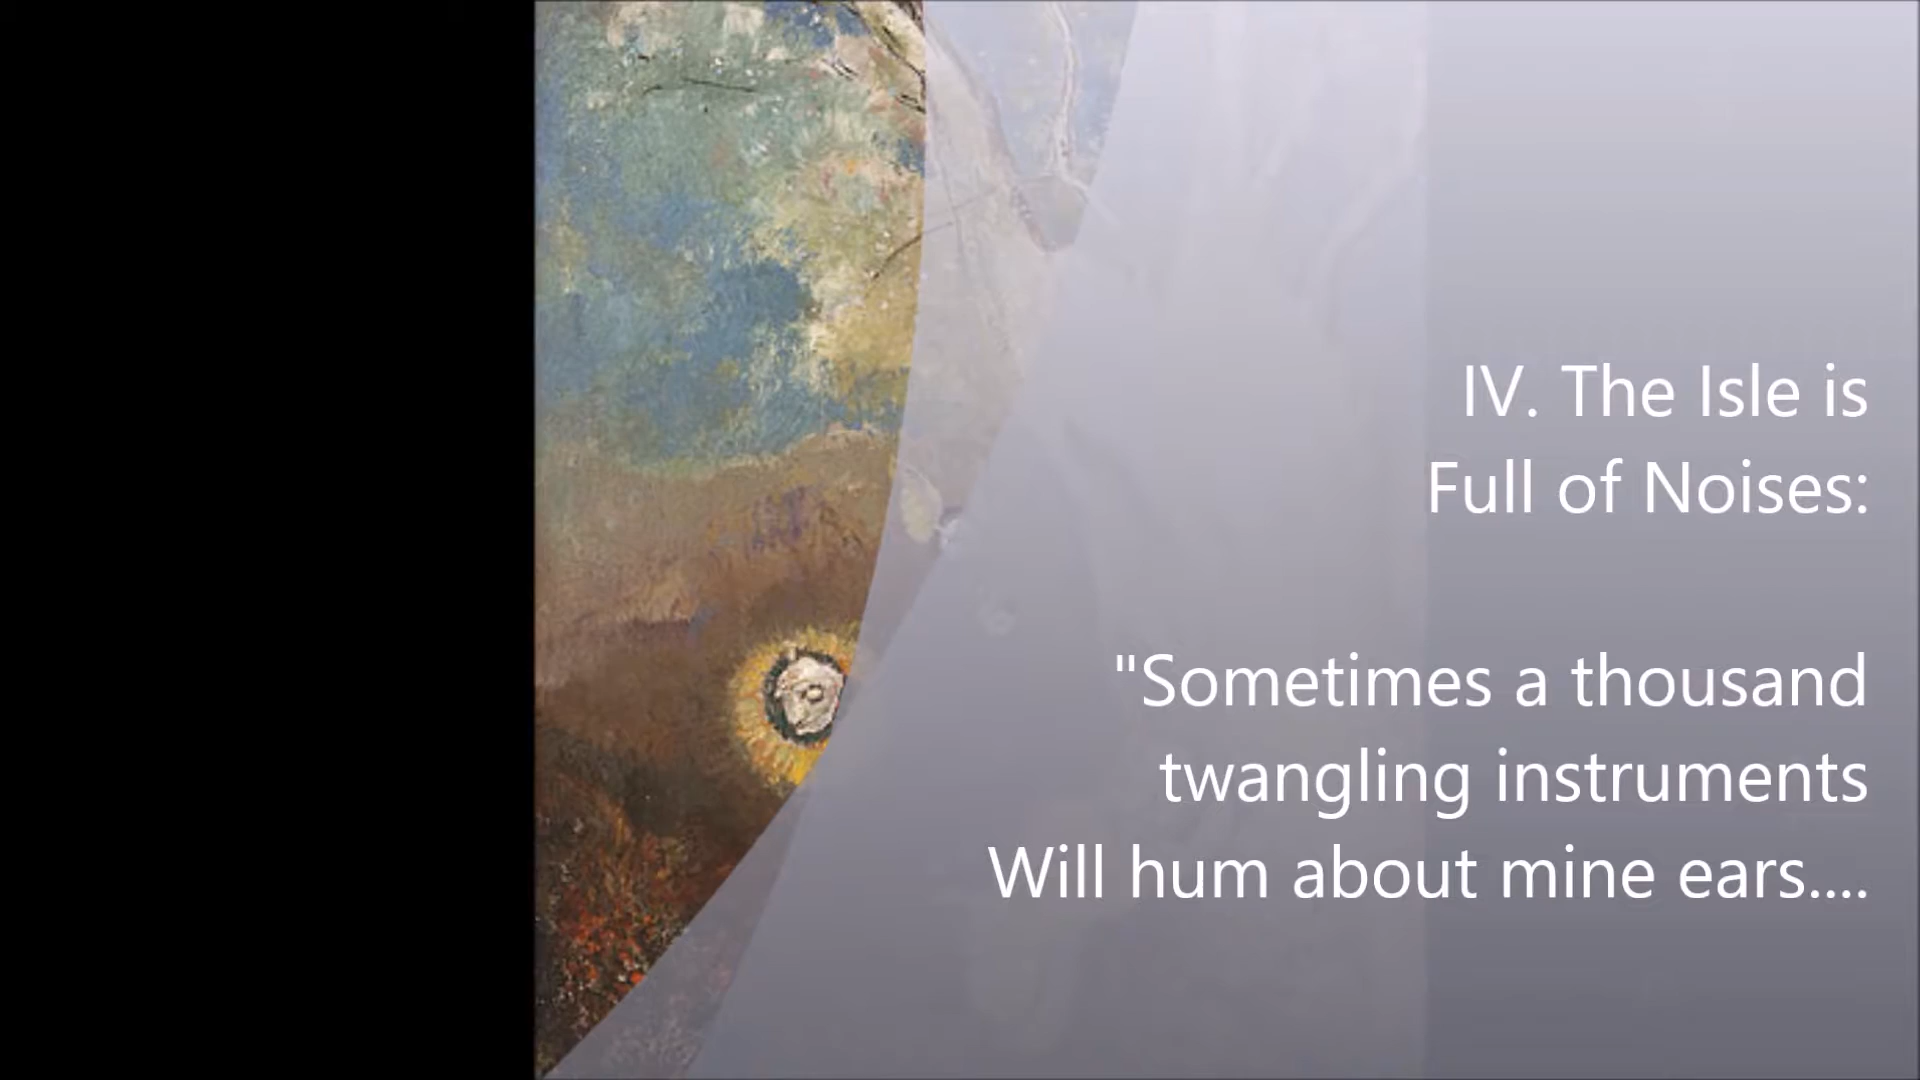 IV. The Isle is
Full of Noises:
"Sometimes a thousand
twangling instruments
Will hum about mine ears....